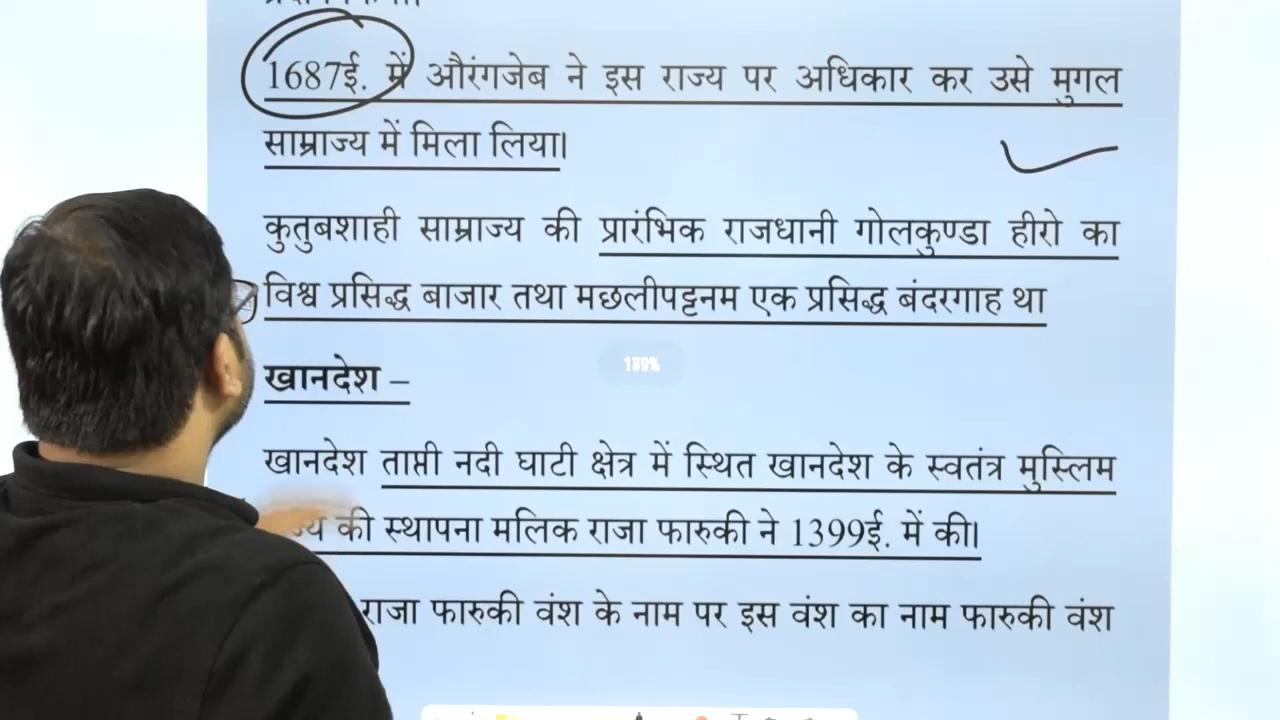 1687ई. में औरंगजेब ने इस राज्य पर अधिकार कर उसे मुगल
साम्राज्य में मिला लिया।
कुतुबशाही साम्राज्य की प्रारंभिक राजधानी गोलकुण्डा हीरो का
विश्व प्रसिद्ध बाजार तथा मछलीपट्टनम एक प्रसिद्ध बंदरगाह था
खानदेश –
खानदेश ताप्ती नदी घाटी क्षेत्र में स्थित खानदेश के स्वतंत्र मुस्लिम
की स्थापना मलिक राजा फारुकी ने 1399ई. में की।
राजा फारुकी वंश के नाम पर इस वंश का नाम फारुकी वंश